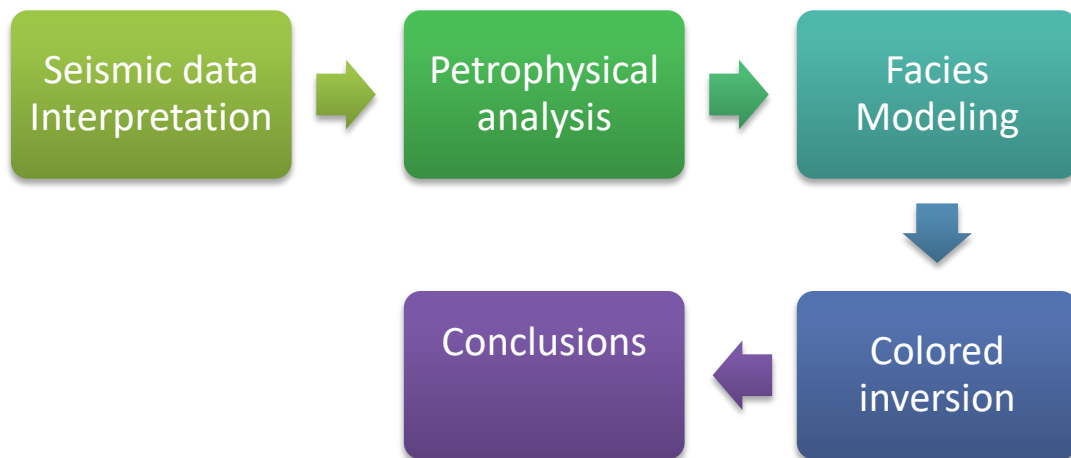 Seismic data
Interpretation
Petrophysical
analysis
Facies
Modeling
Colored
inversion
Conclusions